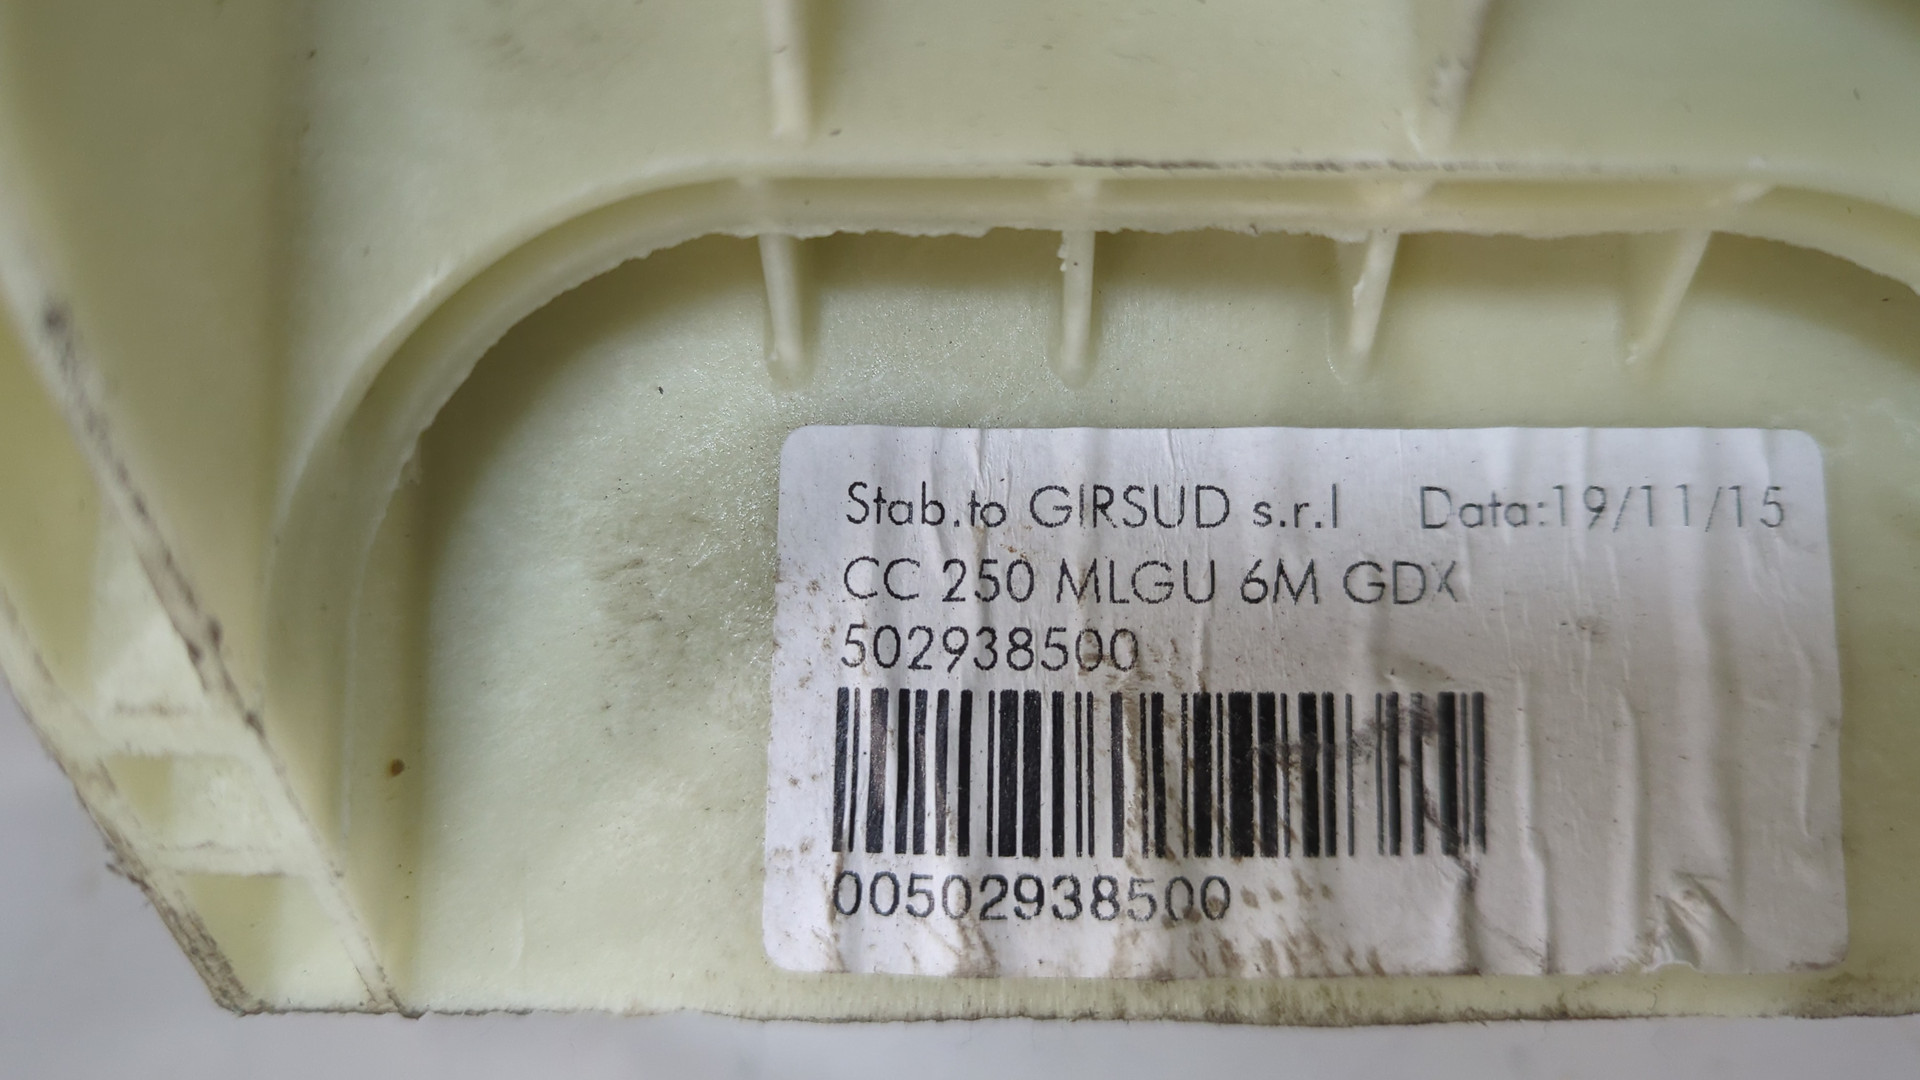 Stab.to GIRSUD s.r.l Data:19/11/15
CC 250 MLGU 6M GDX
502938500
00502938500